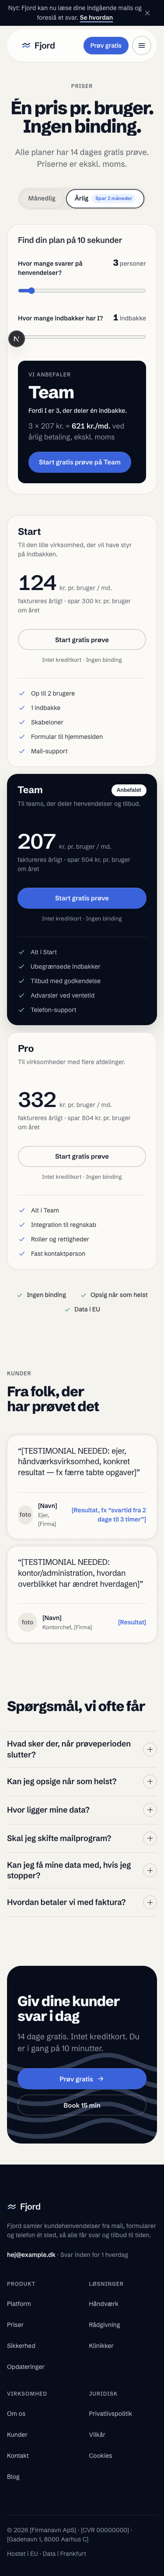 Nyt: Fjord kan nu læse dine indgående mails og
foreslå et svar. Se hvordan
Fjord
Prøv gratis
PRISER
Én pris pr. bruger.
Ingen binding.
Alle planer har 14 dages gratis prøve.
Priserne er ekskl. moms.
Månedlig
Årlig
Spar 2 måneder
Find din plan på 10 sekunder
Hvor mange svarer på
henvendelser?
3 personer
Hvor mange indbakker har I?
1 indbakke
N
VI ANBEFALER
Team
Fordi I er 3, der deler én indbakke.
3 × 207 kr. = 621 kr./md. ved
årlig betaling, ekskl. moms
Start gratis prøve på Team
Start
Til den lille virksomhed, der vil have styr
på indbakken.
124 kr. pr. bruger / md.
faktureres årligt · spar 300 kr. pr. bruger
om året
Start gratis prøve
Intet kreditkort · Ingen binding
Op til 2 brugere
1 indbakke
Skabeloner
Formular til hjemmesiden
Mail-support
Team
Anbefalet
Til teams, der deler henvendelser og tilbud.
207 kr. pr. bruger / md.
faktureres årligt · spar 504 kr. pr. bruger
om året
Start gratis prøve
Intet kreditkort · Ingen binding
Alt i Start
Ubegrænsede indbakker
Tilbud med godkendelse
Advarsler ved ventetid
Telefon-support
Pro
Til virksomheder med flere afdelinger.
332 kr. pr. bruger / md.
faktureres årligt · spar 804 kr. pr. bruger
om året
Start gratis prøve
Intet kreditkort · Ingen binding
Alt i Team
Integration til regnskab
Roller og rettigheder
Fast kontaktperson
Ingen binding
Opsig når som helst
Data i EU
KUNDER
Fra folk, der
har prøvet det
“[TESTIMONIAL NEEDED: ejer,
håndværksvirksomhed, konkret
resultat — fx færre tabte opgaver]”
foto
[Navn]
Ejer,
[Firma]
[Resultat, fx “svartid fra 2
dage til 3 timer”]
“[TESTIMONIAL NEEDED:
kontor/administration, hvordan
overblikket har ændret hverdagen]”
foto
[Navn]
Kontorchef, [Firma]
[Resultat]
Spørgsmål, vi ofte får
Hvad sker der, når prøveperioden
slutter?
Kan jeg opsige når som helst?
Hvor ligger mine data?
Skal jeg skifte mailprogram?
Kan jeg få mine data med, hvis jeg
stopper?
Hvordan betaler vi med faktura?
Giv dine kunder
svar i dag
14 dage gratis. Intet kreditkort. Du
er i gang på 10 minutter.
Prøv gratis
Book 15 min
Fjord
Fjord samler kundehenvendelser fra mail, formularer
og telefon ét sted, så alle får svar og tilbud til tiden.
hej@example.dk · Svar inden for 1 hverdag
PRODUKT
Platform
Priser
Sikkerhed
Opdateringer
LØSNINGER
Håndværk
Rådgivning
Klinikker
VIRKSOMHED
Om os
Kunder
Kontakt
Blog
JURIDISK
Privatlivspolitik
Vilkår
Cookies
© 2026 [Firmanavn ApS] · [CVR 00000000] ·
[Gadenavn 1, 8000 Aarhus C]
Hostet i EU · Data i Frankfurt